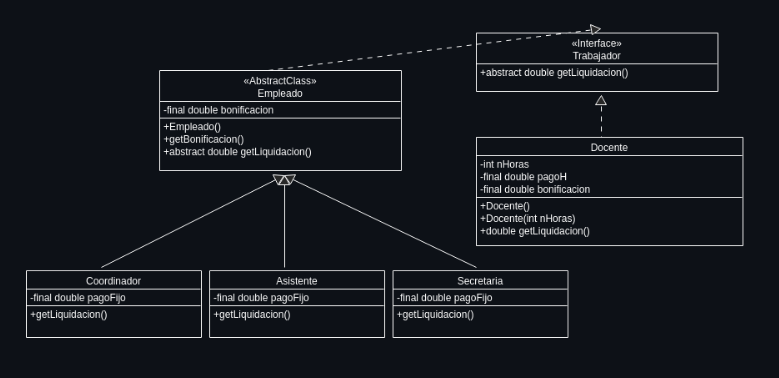 «Interface»
Trabajador
+abstract double getLiquidacion()
«AbstractClass»
Empleado
-final double bonificacion
+Empleado()
+getBonificacion()
+abstract double getLiquidacion()
Docente
-int nHoras
-final double pagoH
-final double bonificacion
+Docente()
+Docente(int nHoras)
+double getLiquidacion()
Coordinador
-final double pagoFijo
+getLiquidacion()
Asistente
-final double pagoFijo
+getLiquidacion()
Secretaria
-final double pagoFijo
+getLiquidacion()